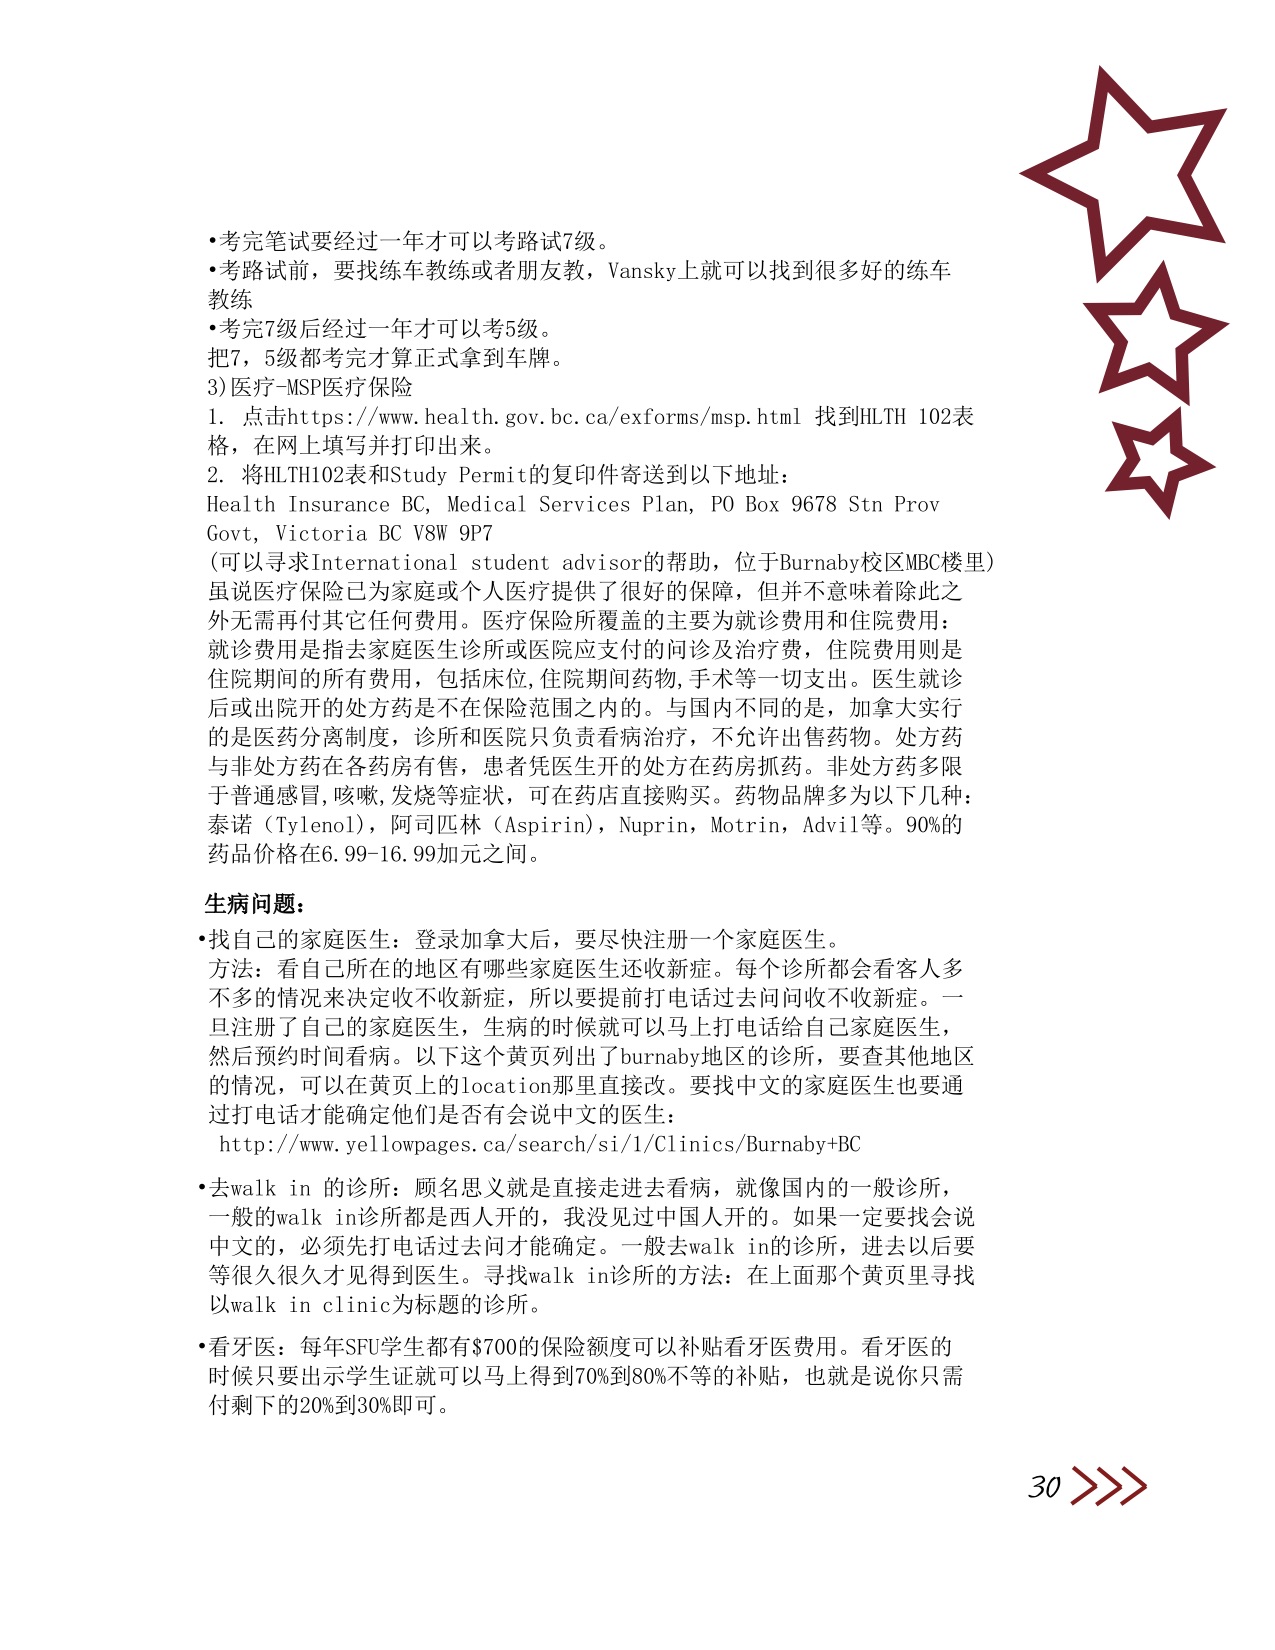 •考完笔试要经过一年才可以考路试7级。
•考路试前，要找练车教练或者朋友教，Vansky上就可以找到很多好的练车
教练
•考完7级后经过一年才可以考5级。
把7，5级都考完才算正式拿到车牌。
3)医疗-MSP医疗保险
1. 点击https://www.health.gov.bc.ca/exforms/msp.html 找到HLTH 102表
格，在网上填写并打印出来。
2. 将HLTH102表和Study Permit的复印件寄送到以下地址：
Health Insurance BC, Medical Services Plan, PO Box 9678 Stn Prov
Govt, Victoria BC V8W 9P7
(可以寻求International student advisor的帮助，位于Burnaby校区MBC楼里)
虽说医疗保险已为家庭或个人医疗提供了很好的保障，但并不意味着除此之
外无需再付其它任何费用。医疗保险所覆盖的主要为就诊费用和住院费用：
就诊费用是指去家庭医生诊所或医院应支付的问诊及治疗费，住院费用则是
住院期间的所有费用，包括床位,住院期间药物,手术等一切支出。医生就诊
后或出院开的处方药是不在保险范围之内的。与国内不同的是，加拿大实行
的是医药分离制度，诊所和医院只负责看病治疗，不允许出售药物。处方药
与非处方药在各药房有售，患者凭医生开的处方在药房抓药。非处方药多限
于普通感冒,咳嗽,发烧等症状，可在药店直接购买。药物品牌多为以下几种：
泰诺（Tylenol），阿司匹林（Aspirin），Nuprin，Motrin，Advil等。90%的
药品价格在6.99-16.99加元之间。
生病问题：
•找自己的家庭医生：登录加拿大后，要尽快注册一个家庭医生。
方法：看自己所在的地区有哪些家庭医生还收新症。每个诊所都会看客人多
不多的情况来决定收不收新症，所以要提前打电话过去问问收不收新症。一
旦注册了自己的家庭医生，生病的时候就可以马上打电话给自己家庭医生，
然后预约时间看病。以下这个黄页列出了burnaby地区的诊所，要查其他地区
的情况，可以在黄页上的location那里直接改。要找中文的家庭医生也要通
过打电话才能确定他们是否有会说中文的医生：
http://www.yellowpages.ca/search/si/1/Clinics/Burnaby+BC
•去walk in 的诊所：顾名思义就是直接走进去看病，就像国内的一般诊所，
一般的walk in诊所都是西人开的，我没见过中国人开的。如果一定要找会说
中文的，必须先打电话过去问才能确定。一般去walk in的诊所，进去以后要
等很久很久才见得到医生。寻找walk in诊所的方法：在上面那个黄页里寻找
以walk in clinic为标题的诊所。
•看牙医：每年SFU学生都有$700的保险额度可以补贴看牙医费用。看牙医的
时候只要出示学生证就可以马上得到70%到80%不等的补贴，也就是说你只需
付剩下的20%到30%即可。
30